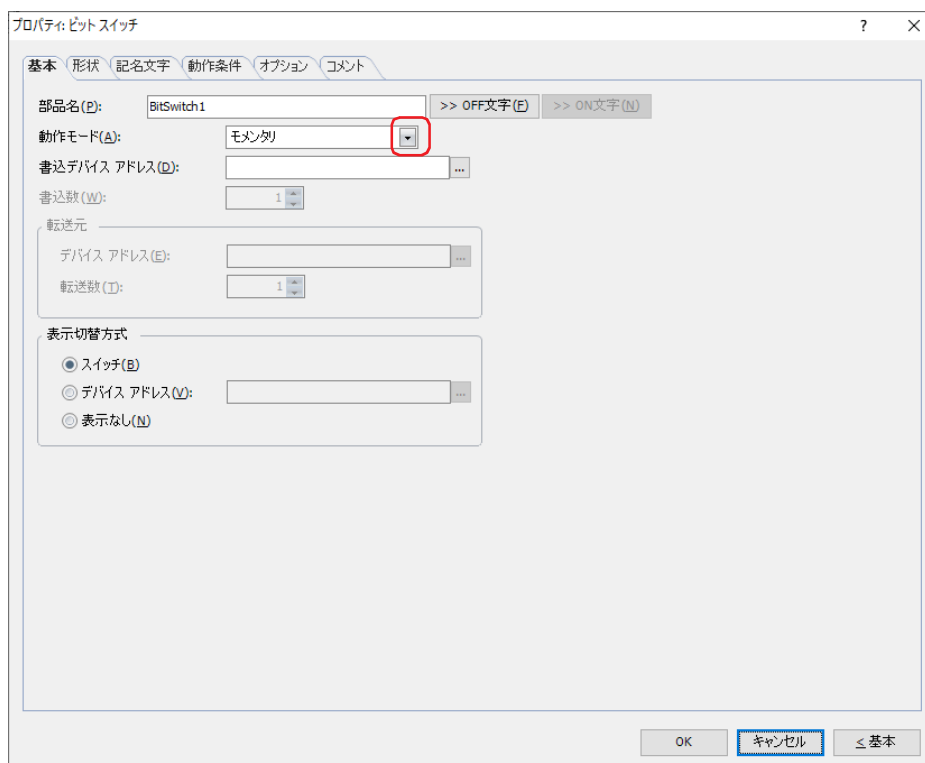 プロパティ: ビット スイッチ ?
基本 形状 記名文字 動作条件 オプション コメント
部品名(P): BitSwitch1 >> OFF文字(F) >> ON文字(N)
動作モード(A): モメンタリ
書込デバイス アドレス(D): ...
書込数(W): 1
転送元
デバイス アドレス(E): ...
転送数(T): 1
表示切替方式
スイッチ(B)
デバイス アドレス(V): ...
表示なし(N)
OK キャンセル < 基本